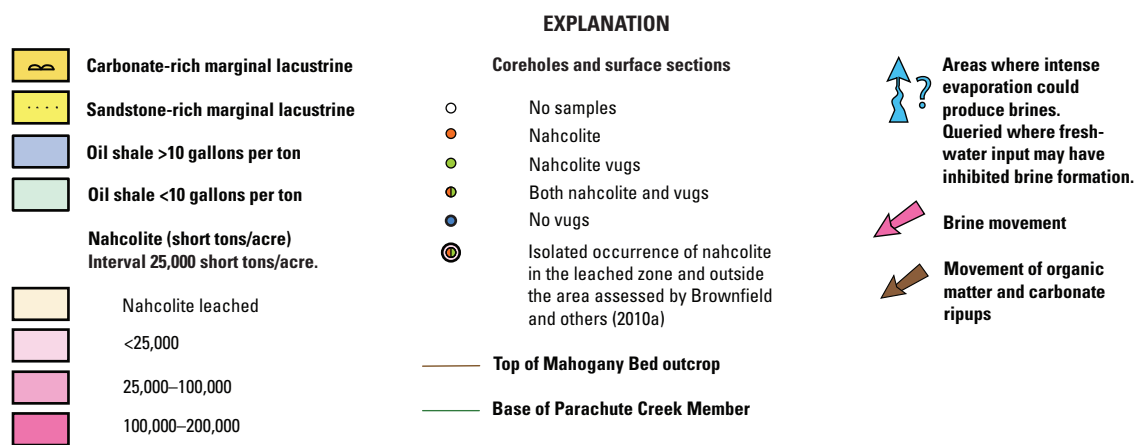 EXPLANATION
Carbonate-rich marginal lacustrine
Sandstone-rich marginal lacustrine
Oil shale >10 gallons per ton
Oil shale <10 gallons per ton
Nahcolite (short tons/acre)
Interval 25,000 short tons/acre.
Nahcolite leached
<25,000
25,000–100,000
100,000–200,000
Coreholes and surface sections
No samples
Nahcolite
Nahcolite vugs
Both nahcolite and vugs
No vugs
Isolated occurrence of nahcolite
in the leached zone and outside
the area assessed by Brownfield
and others (2010a)
Top of Mahogany Bed outcrop
Base of Parachute Creek Member
?
Areas where intense
evaporation could
produce brines.
Queried where fresh-
water input may have
inhibited brine formation.
Brine movement
Movement of organic
matter and carbonate
ripups